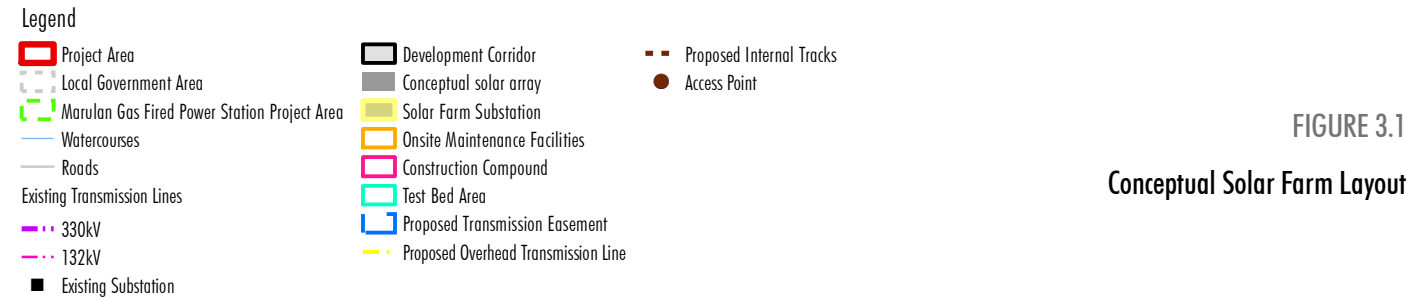 Legend
Project Area
Local Government Area
Marulan Gas Fired Power Station Project Area
Watercourses
Roads
Existing Transmission Lines
330kV
132kV
Existing Substation
Development Corridor
Conceptual solar array
Solar Farm Substation
Onsite Maintenance Facilities
Construction Compound
Test Bed Area
Proposed Transmission Easement
Proposed Overhead Transmission Line
Proposed Internal Tracks
Access Point
FIGURE 3.1
Conceptual Solar Farm Layout